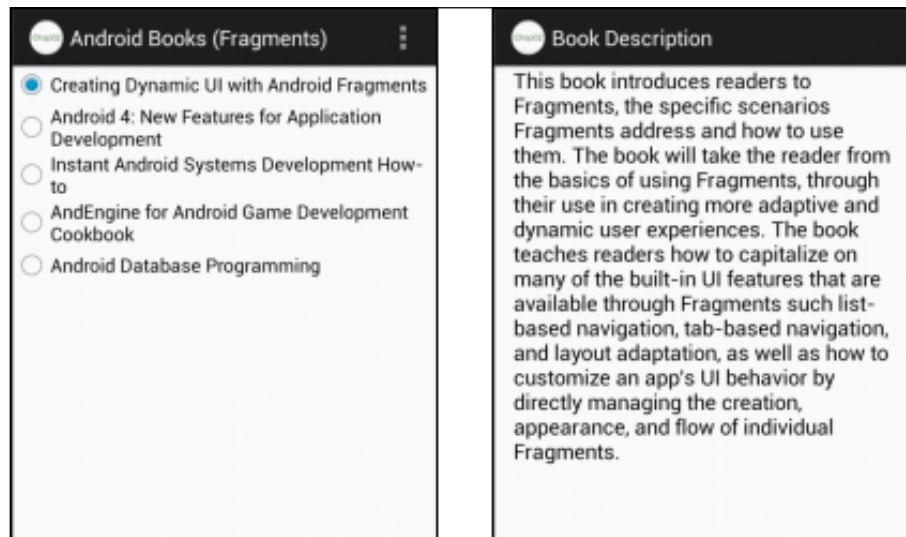 Android Books (Fragments)
Creating Dynamic UI with Android Fragments
Android 4: New Features for Application
Development
Instant Android Systems Development How-
to
AndEngine for Android Game Development
Cookbook
Android Database Programming
Book Description
This book introduces readers to
Fragments, the specific scenarios
Fragments address and how to use
them. The book will take the reader from
the basics of using Fragments, through
their use in creating more adaptive and
dynamic user experiences. The book
teaches readers how to capitalize on
many of the built-in UI features that are
available through Fragments such list-
based navigation, tab-based navigation,
and layout adaptation, as well as how to
customize an app's UI behavior by
directly managing the creation,
appearance, and flow of individual
Fragments.